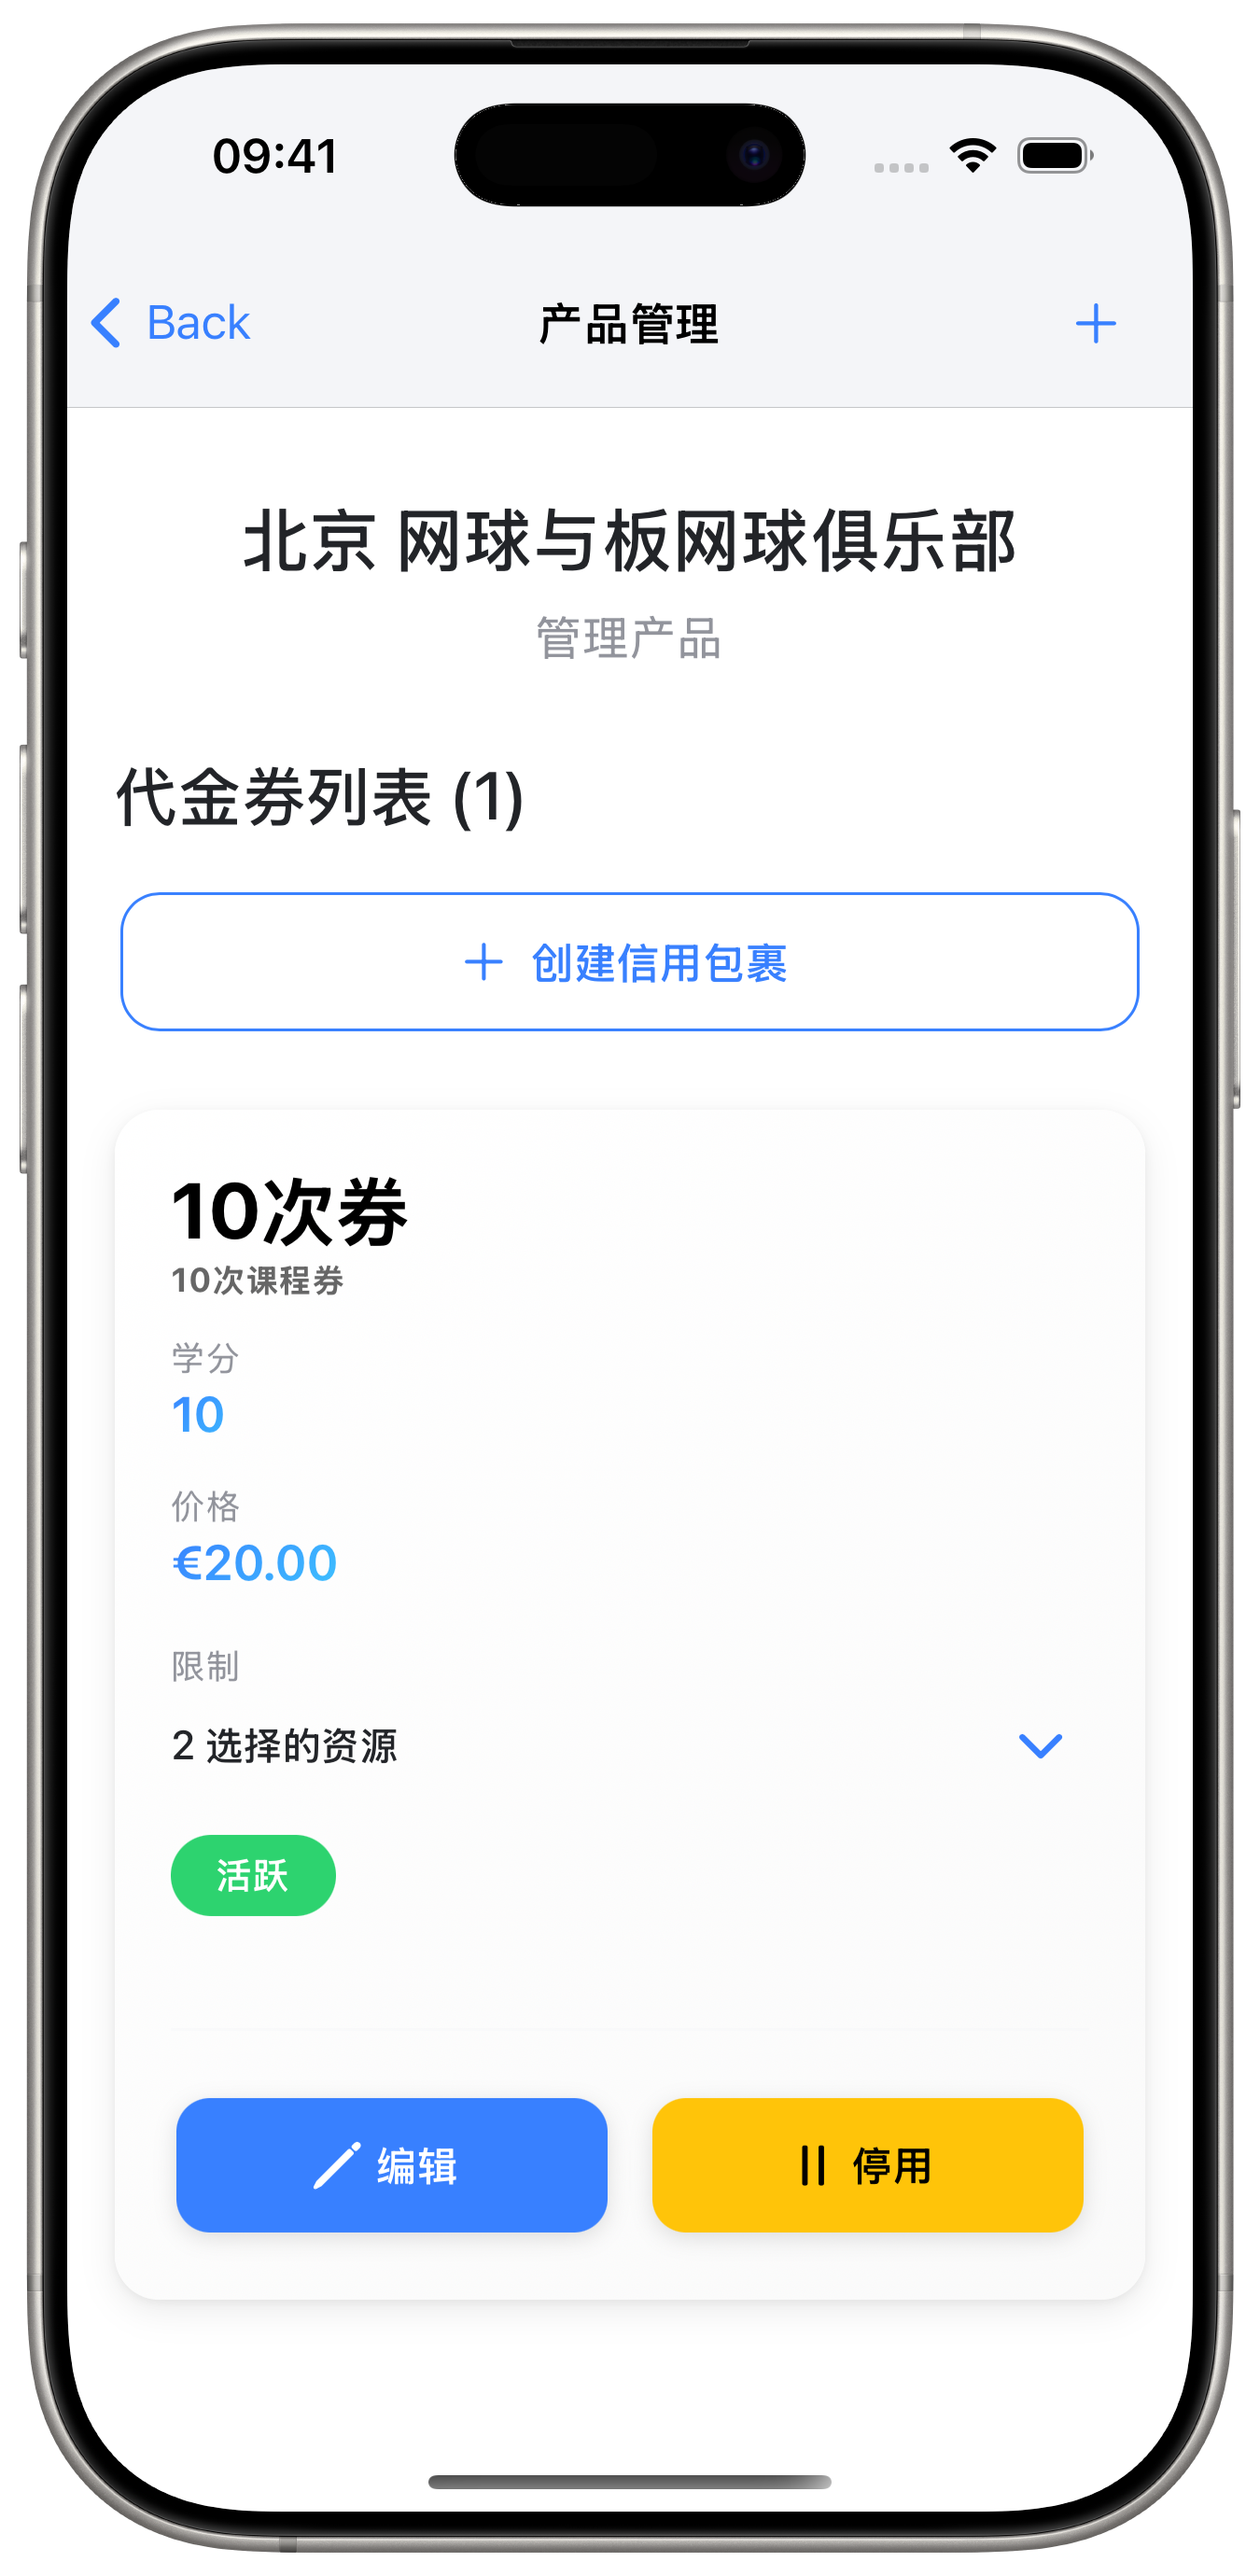 09:41
Back
产品管理
北京 网球与板网球俱乐部
管理产品
代金券列表 (1)
创建信用包裹
10次券
10次课程券
学分
10
价格
€20.00
限制
2 选择的资源
活跃
编辑
停用